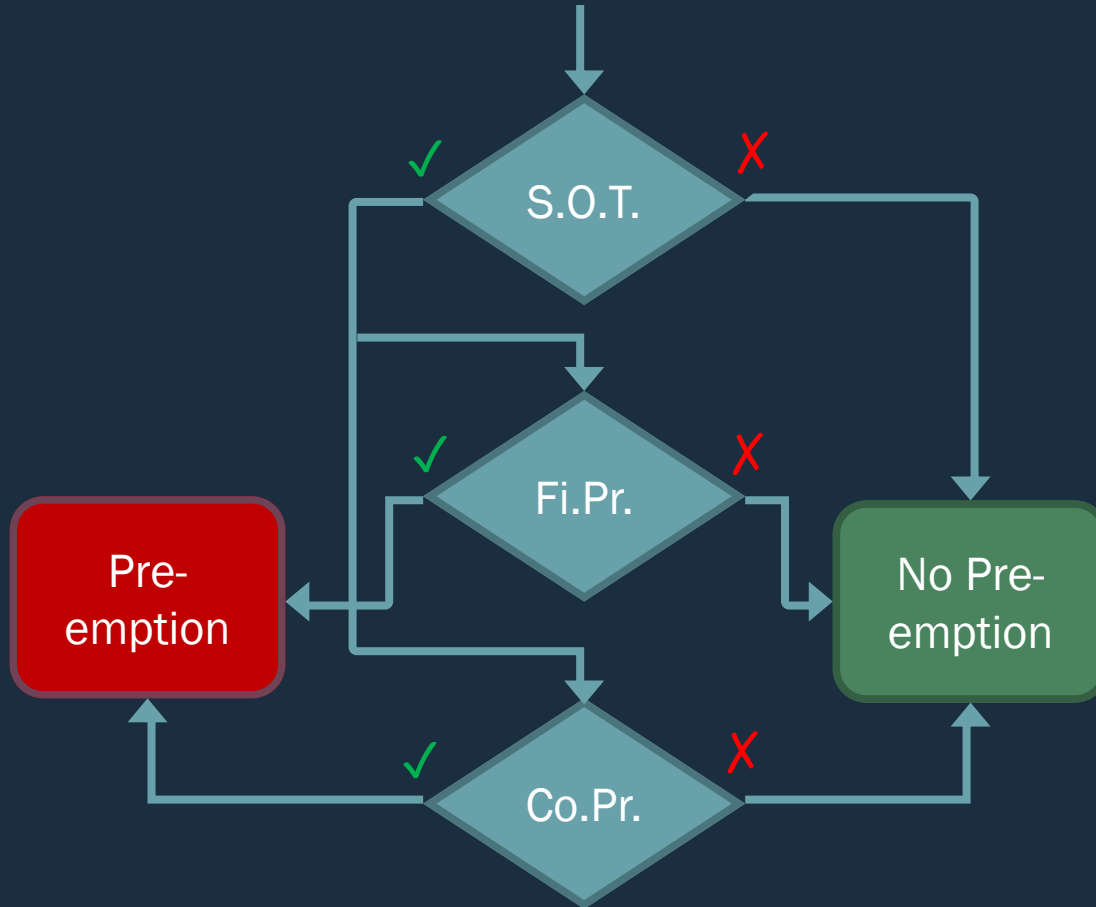 ✓
✗
S.O.T.
✓
✗
Fi.Pr.
Pre-
emption
No Pre-
emption
✓
✗
Co.Pr.